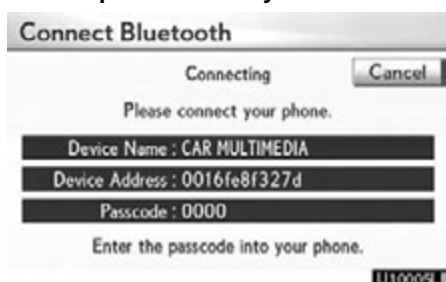 Connect Bluetooth
Connecting
Cancel
Please connect your phone.
Device Name : CAR MULTIMEDIA
Device Address : 0016fe8f327d
Passcode : 0000
Enter the passcode into your phone.